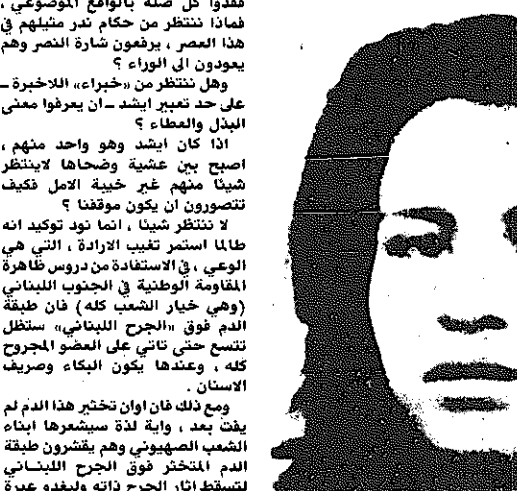 فقدوا كل صلة بالواقع الموضوعي ،
فماذا ننتظر من حكام ندر مثيلهم في
هذا العصر ، يرفعون شارة النصر وهم
يعودون الى الوراء ؟
وهل ننتظر من «خبراء» اللاخبرة ـ
على حد تعبير ايشد ـ ان يعرفوا معنى
البذل والعطاء ؟
اذا كان ايشد وهو واحد منهم ،
اصبح بين عشية وضحاها لاينتظر
شيئا منهم غير خيبة الامل فكيف
تتصورون ان يكون موقفنا ؟
لا ننتظر شيئا ، انما نود توكيد انه
طالما استمر تغيب الارادة ، التي هي
الوعي ، في الاستفادة من دروس ظاهرة
المقاومة الوطنية في الجنوب اللبناني
(وهي خيار الشعب كله) فان طبقة
الدم فوق «الجرح اللبناني» ستظل
تتسع حتى تاتي على العضو المجروح
كله ، وعندها يكون البكاء وصريف
الاسنان .
ومع ذلك فان اوان تختير هذا الدم لم
يفت بعد ، واية لذة سيشعرها ابناء
الشعب الصهيوني وهم يقشرون طبقة
الدم المتختر فوق الجرح اللبنـاني
لتسقط اثار الجرح ذاته وليغدو عبرة